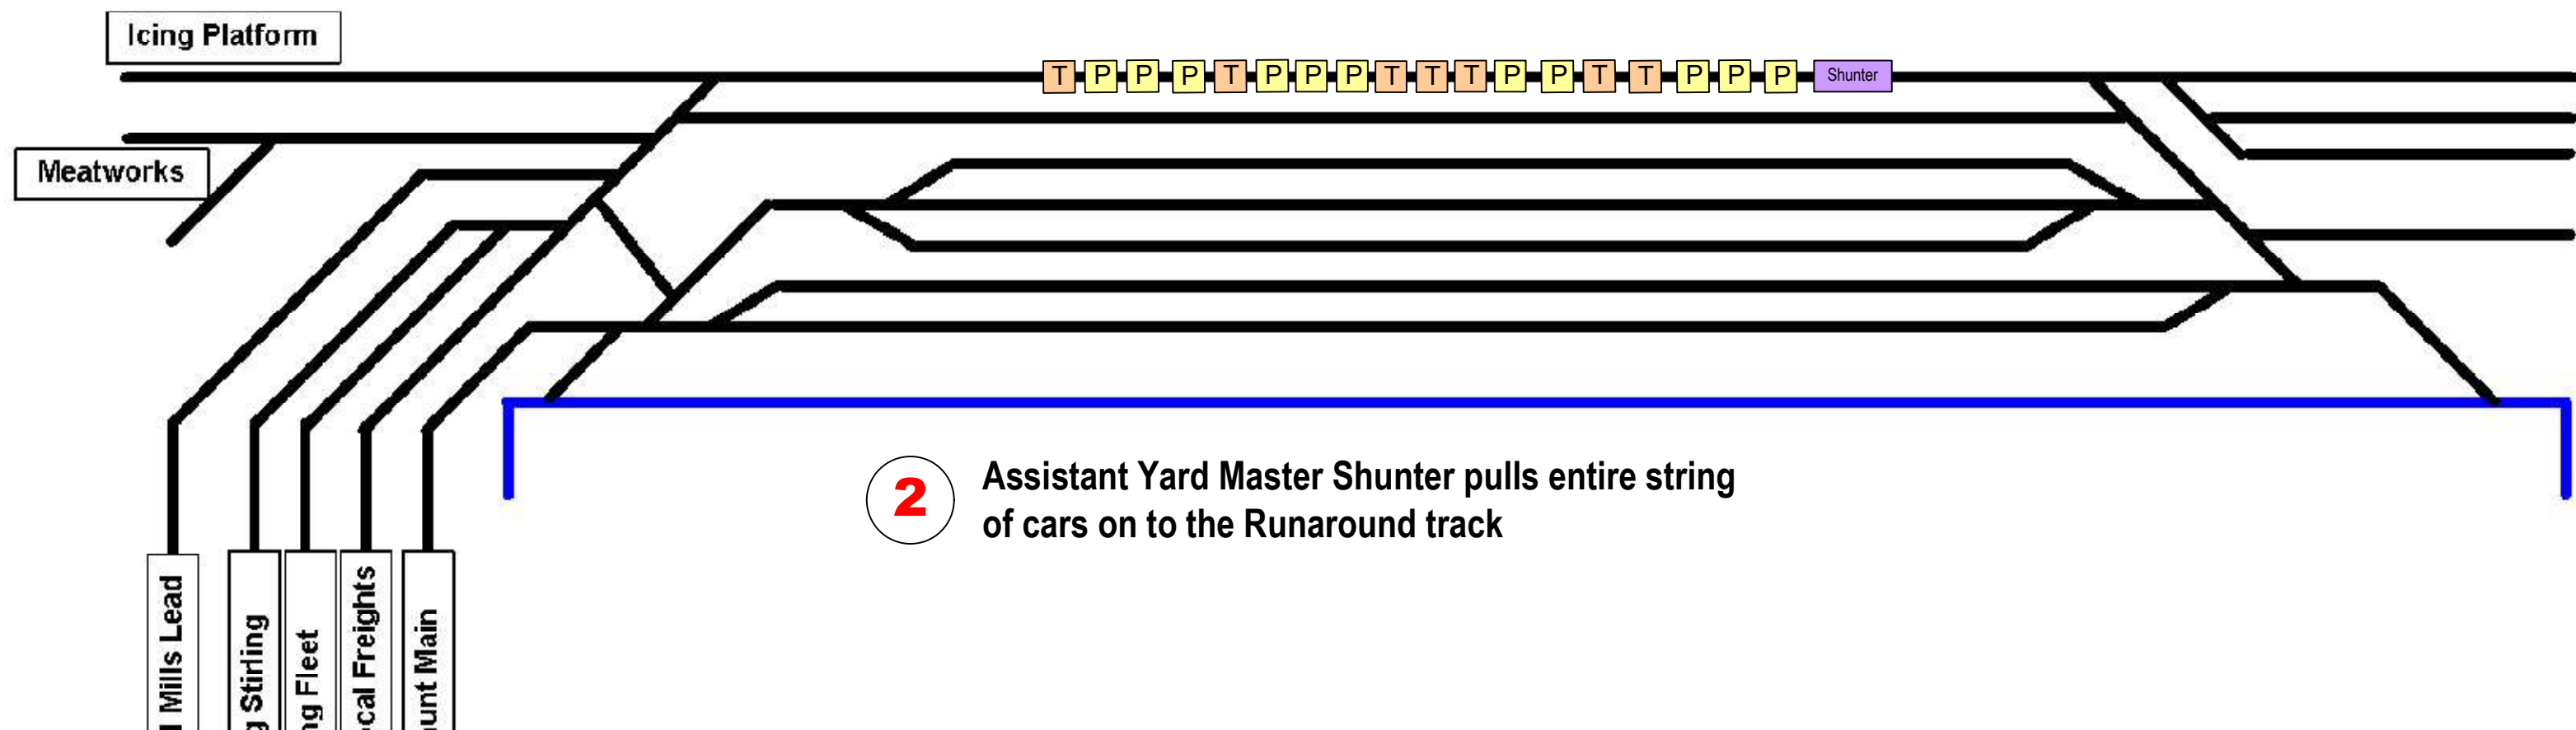 Icing Platform
T P P P T P P P T T T P P T T P P P Shunter
Meatworks
2
Assistant Yard Master Shunter pulls entire string
of cars on to the Runaround track
Mills Lead
Stirling
Fleet
Freights
Main